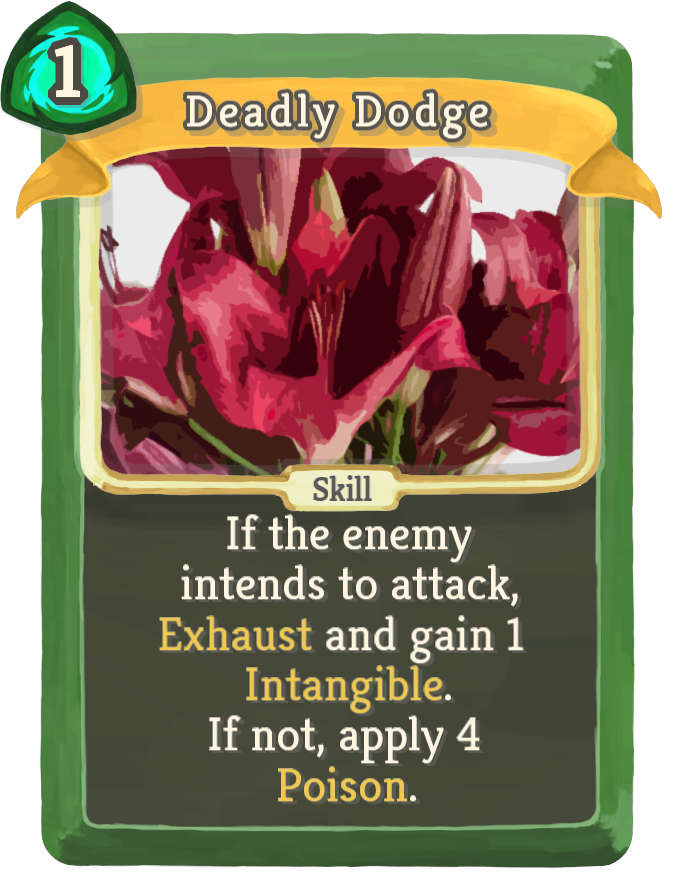 1
Deadly Dodge
Skill
If the enemy
intends to attack,
Exhaust and gain 1
Intangible.
If not, apply 4
Poison.